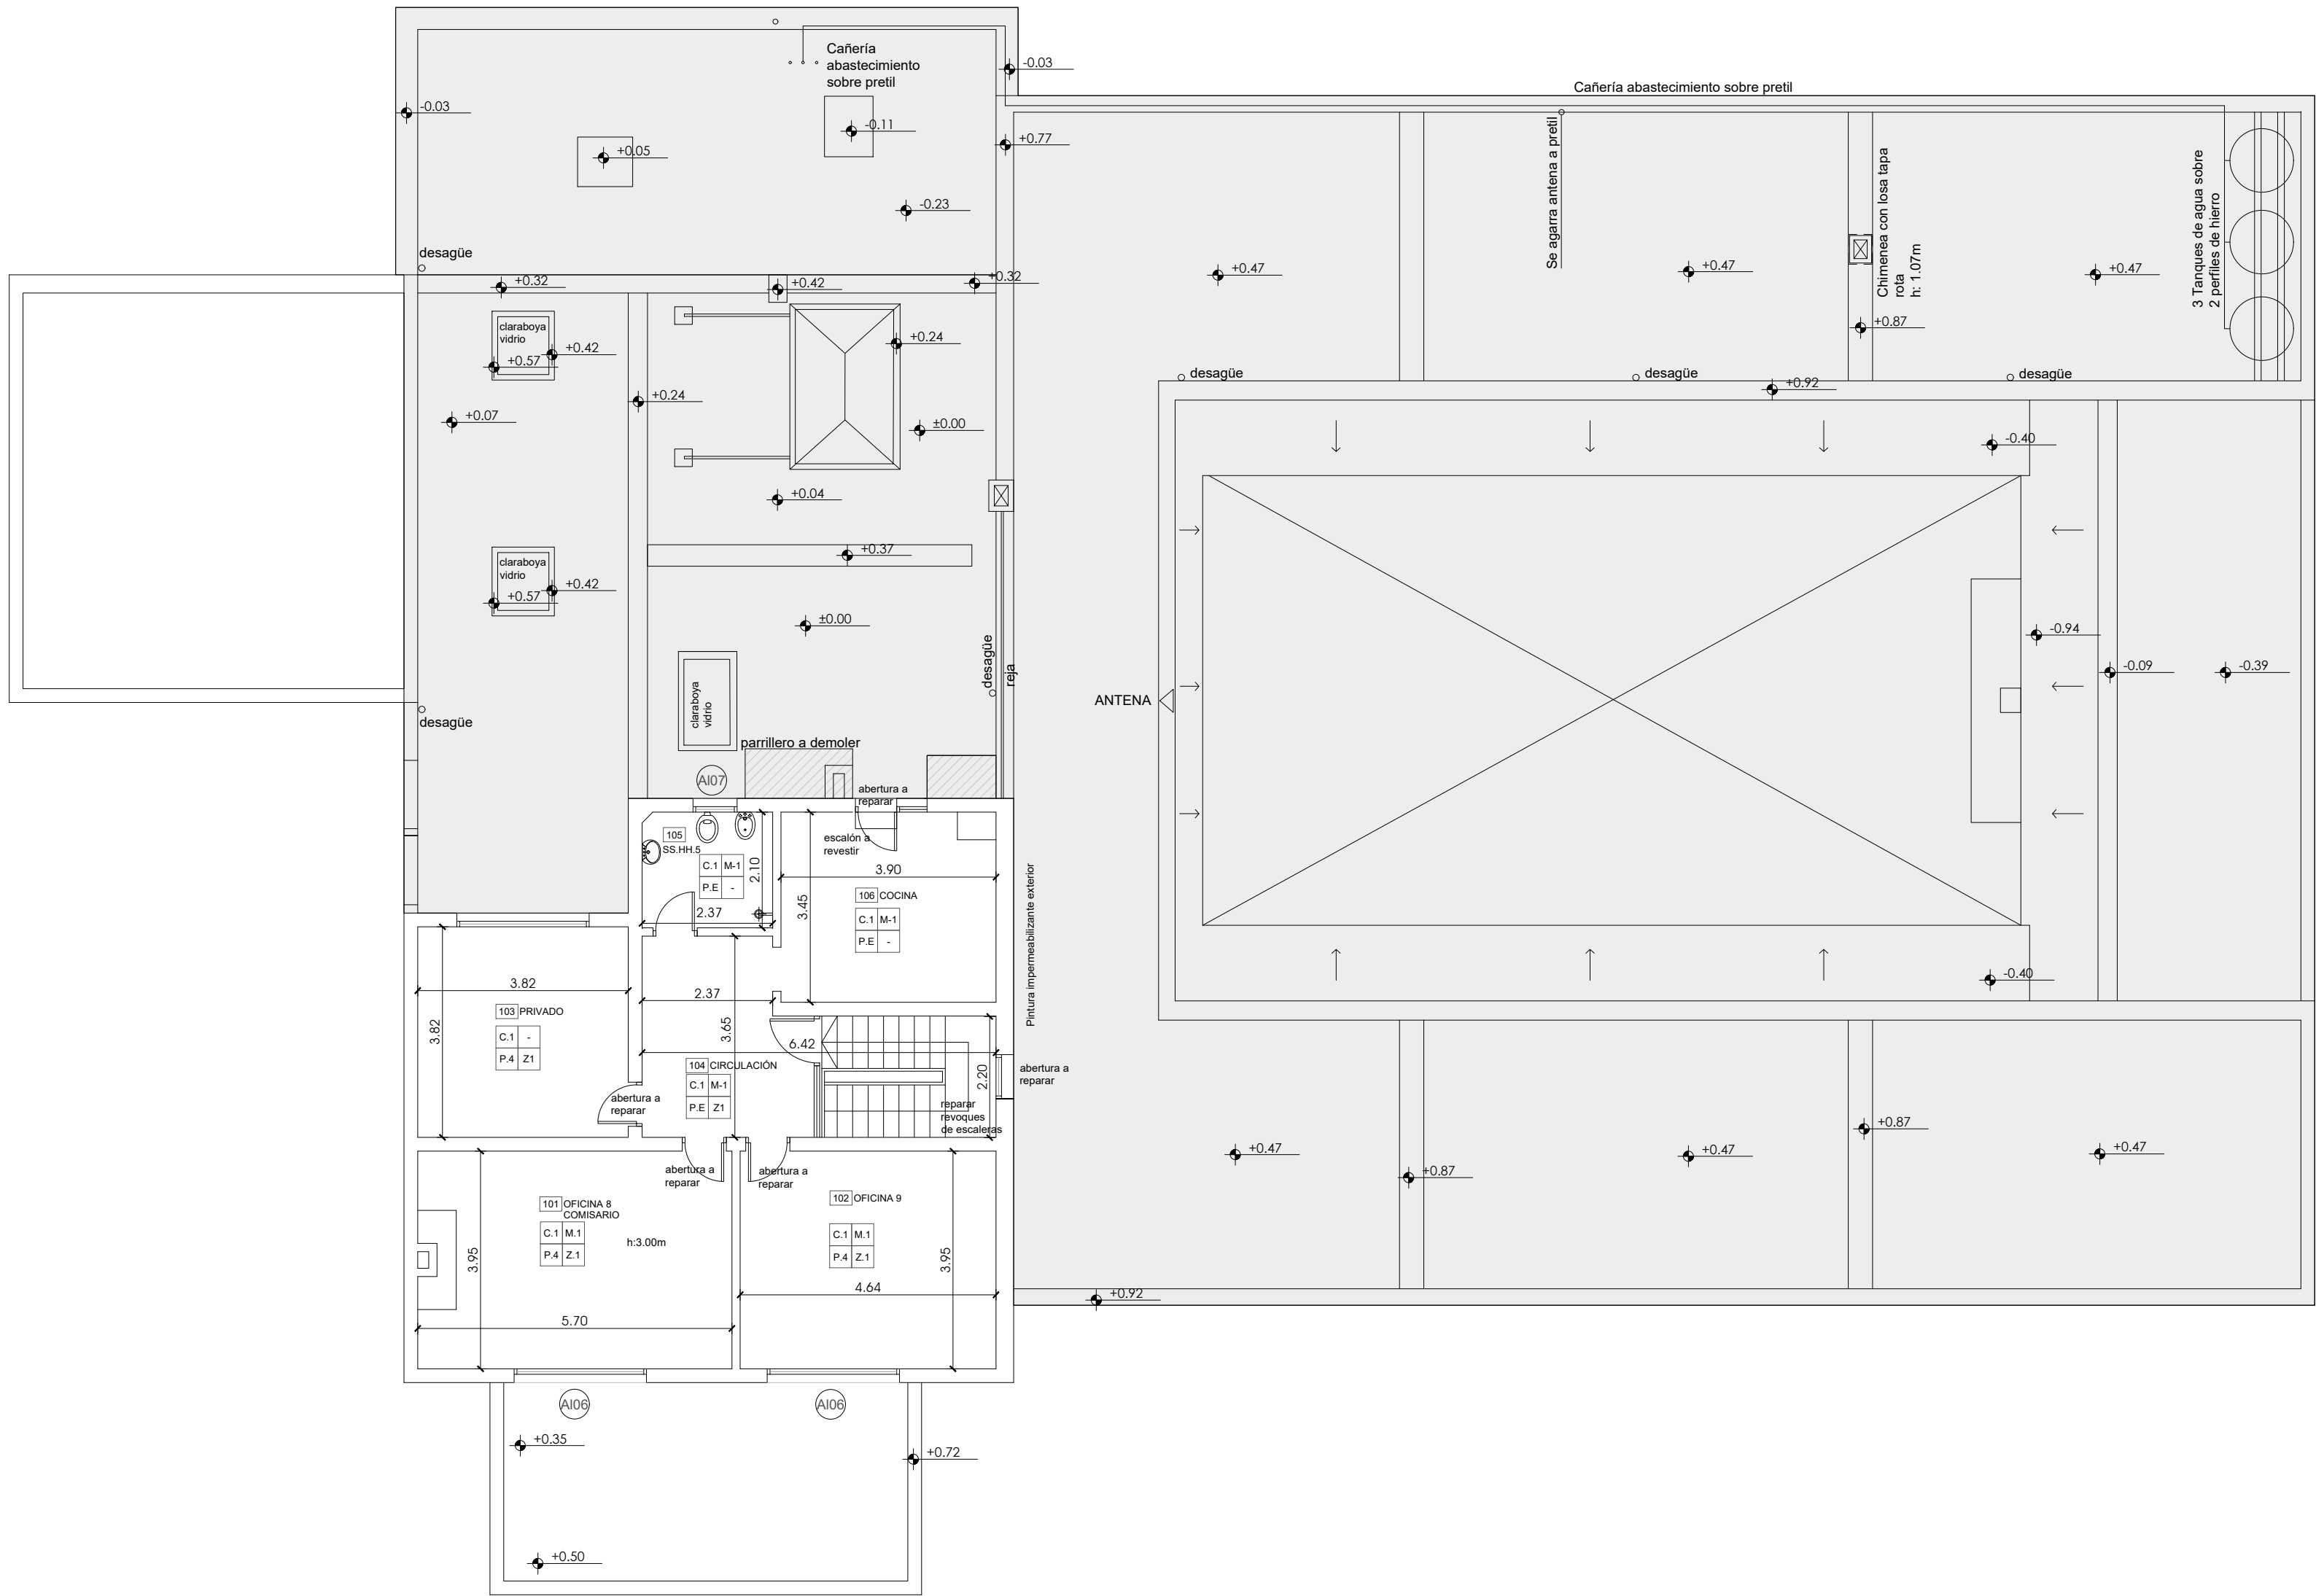 Cañería
abastecimiento
sobre pretil
-0.03
-0.03
Cañería abastecimiento sobre pretil
-0.11
+0.05
+0.77
-0.23
Se agarra antena a pretil
Chimenea con losa tapa
rota
h: 1.07m
3 Tanques de agua sobre
2 perfiles de hierro
desagüe
+0.32
+0.42
+0.32
+0.47
+0.47
+0.47
claraboya
vidrio
+0.42
+0.57
+0.24
+0.87
desagüe
desagüe
desagüe
+0.92
+0.24
+0.07
±0.00
-0.40
+0.04
+0.37
claraboya
vidrio
+0.42
+0.57
±0.00
desagüe
reja
-0.94
-0.09
-0.39
claraboya
vidrio
ANTENA
desagüe
parrillero a demoler
AI07
abertura a
reparar
105
SS.HH.5
C.1 M-1
P.E -
2.10
2.37
escalón a
revestir
3.90
3.45
106 COCINA
C.1 M-1
P.E -
Pintura impermeabilizante exterior
3.82
3.82
103 PRIVADO
C.1 -
P.4 Z1
2.37
3.65
6.42
104 CIRCULACIÓN
C.1 M-1
P.E Z1
2.20
abertura a
reparar
abertura a
reparar
reparar
revoques
de escaleras
-0.40
abertura a
reparar
abertura a
reparar
+0.47
+0.87
+0.47
+0.87
+0.47
101 OFICINA 8
COMISARIO
C.1 M.1
P.4 Z.1
h:3.00m
3.95
5.70
102 OFICINA 9
C.1 M.1
P.4 Z.1
3.95
4.64
+0.92
AI06
AI06
+0.35
+0.72
+0.50